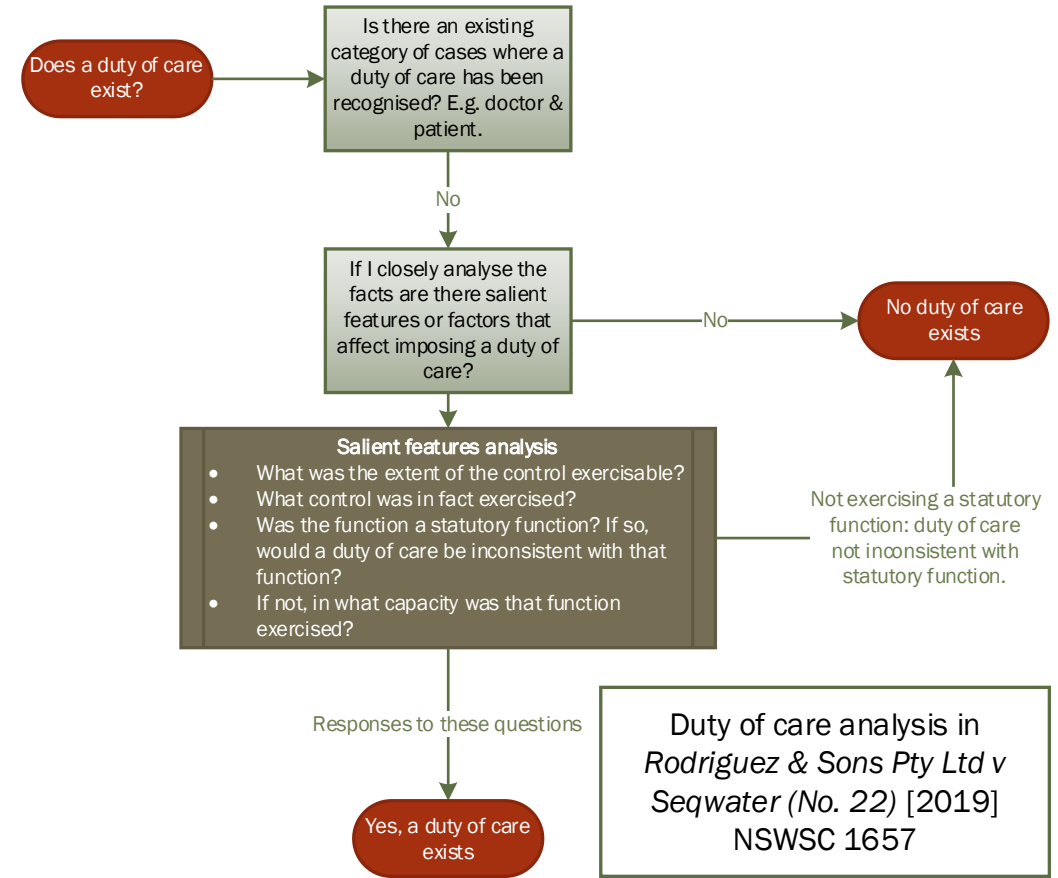 Does a duty of care
exist?
Is there an existing
category of cases where a
duty of care has been
recognised? E.g. doctor &
patient.
No
If I closely analyse the
facts are there salient
features or factors that
affect imposing a duty of
care?
No
No duty of care
exists
Salient features analysis
• What was the extent of the control exercisable?
• What control was in fact exercised?
• Was the function a statutory function? If so,
would a duty of care be inconsistent with that
function?
• If not, in what capacity was that function
exercised?
Not exercising a statutory
function: duty of care
not inconsistent with
statutory function.
Responses to these questions
Yes, a duty of care
exists
Duty of care analysis in
Rodriguez & Sons Pty Ltd v
Seqwater (No. 22) [2019]
NSWSC 1657